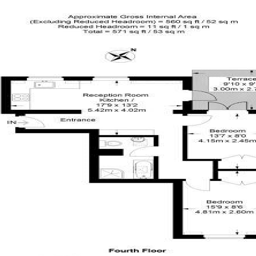 Approximate Gross Internal Area
(Excluding Reduced Headroom) = 560 sq ft / 52 sq m
Reduced Headroom = 11 sq ft / 1 sq m
Total = 571 sq ft / 53 sq m
N
Terrace
9'10 x 9'
3.00m x 2.7
Reception Room
Kitchen /
17'9 x 13'2
5.42m x 4.02m
IN
Entrance
Bedroom
13'7 x 8'0
4.15m x 2.45m
Bedroom
15'9 x 8'6
4.81m x 2.60m
Fourth Floor